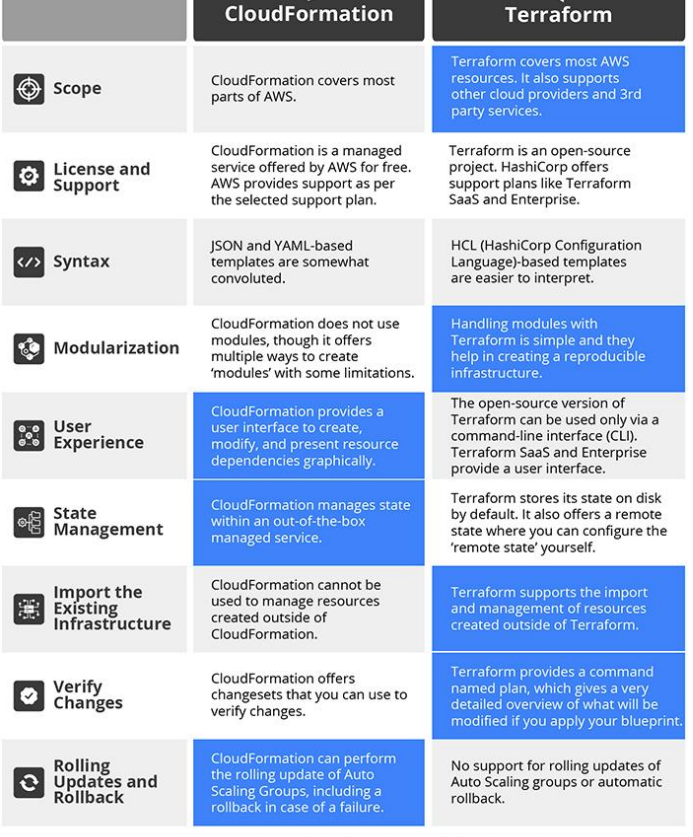 CloudFormation
Terraform
Scope
CloudFormation covers most
parts of AWS.
Terraform covers most AWS
resources. It also supports
other cloud providers and 3rd
party services.
License and
Support
CloudFormation is a managed
service offered by AWS for free.
AWS provides support as per
the selected support plan.
Terraform is an open-source
project. HashiCorp offers
support plans like Terraform
SaaS and Enterprise.
Syntax
JSON and YAML-based
templates are somewhat
convoluted.
HCL (HashiCorp Configuration
Language)-based templates
are easier to interpret.
Modularization
CloudFormation does not use
modules, though it offers
multiple ways to create
‘modules’ with some limitations.
Handling modules with
Terraform is simple and they
help in creating a reproducible
infrastructure.
User
Experience
CloudFormation provides a
user interface to create,
modify, and present resource
dependencies graphically.
The open-source version of
Terraform can be used only via a
command-line interface (CLI).
Terraform SaaS and Enterprise
provide a user interface.
State
Management
CloudFormation manages state
within an out-of-the-box
managed service.
Terraform stores its state on disk
by default. It also offers a remote
state where you can configure the
‘remote state’ yourself.
Import the
Existing
Infrastructure
CloudFormation cannot be
used to manage resources
created outside of
CloudFormation.
Terraform supports the import
and management of resources
created outside of Terraform.
Verify
Changes
CloudFormation offers
changesets that you can use to
verify changes.
Terraform provides a command
named plan, which gives a very
detailed overview of what will be
modified if you apply your blueprint.
Rolling
Updates and
Rollback
CloudFormation can perform
the rolling update of Auto
Scaling Groups, including a
rollback in case of a failure.
No support for rolling updates of
Auto Scaling groups or automatic
rollback.